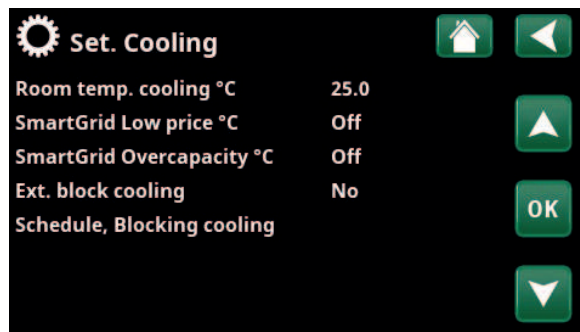 Set. Cooling
Room temp. cooling °C 25.0
SmartGrid Low price °C Off
SmartGrid Overcapacity °C Off
Ext. block cooling No
OK
Schedule, Blocking cooling